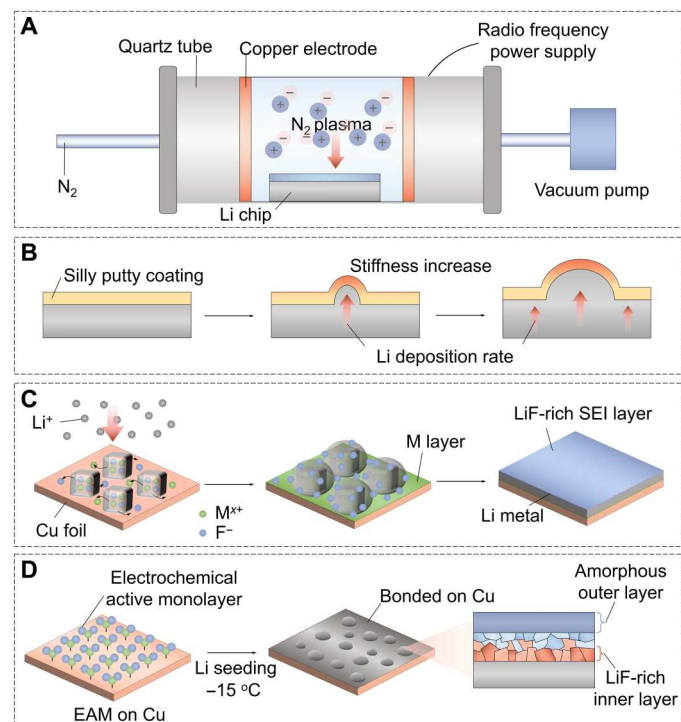 A
Quartz tube
Copper electrode
Radio frequency
power supply
N₂ plasma
N₂
Li chip
Vacuum pump
B
Silly putty coating
Stiffness increase
Li deposition rate
C
Li⁺
Cu foil
Mˣ⁺
F⁻
M layer
LiF-rich SEI layer
Li metal
D
Electrochemical
active monolayer
EAM on Cu
Li seeding
–15 °C
Bonded on Cu
Amorphous
outer layer
LiF-rich
inner layer